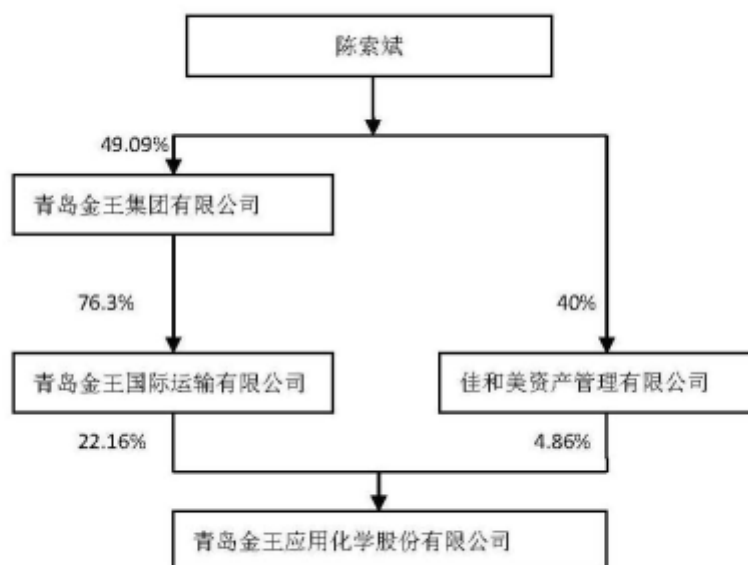 陈索斌
49.09%
青岛金王集团有限公司
76.3%
40%
青岛金王国际运输有限公司
佳和美资产管理有限公司
22.16%
4.86%
青岛金王应用化学股份有限公司